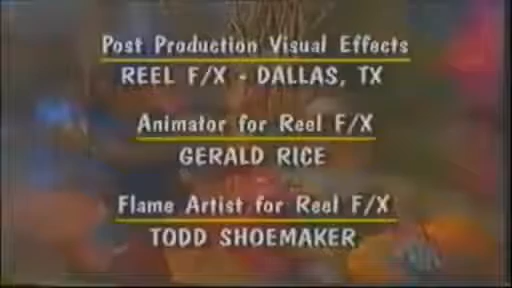 Post Production Visual Effects
REEL F/X - DALLAS, TX
Animator for Reel F/X
GERALD RICE
Flame Artist for Reel F/X
TODD SHOEMAKER